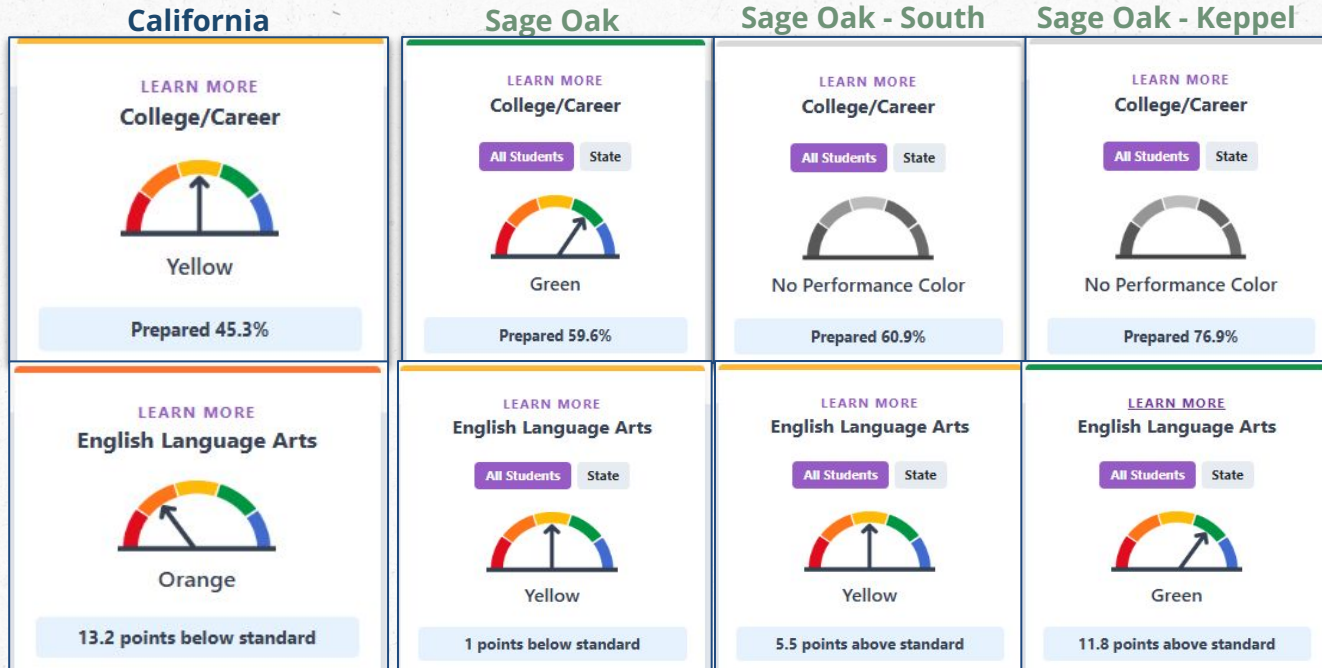 California
Sage Oak
Sage Oak - South
Sage Oak - Keppel
LEARN MORE
College/Career
Yellow
Prepared 45.3%
LEARN MORE
College/Career
All Students
State
Green
Prepared 59.6%
LEARN MORE
College/Career
All Students
State
No Performance Color
Prepared 60.9%
LEARN MORE
College/Career
All Students
State
No Performance Color
Prepared 76.9%
LEARN MORE
English Language Arts
Orange
13.2 points below standard
LEARN MORE
English Language Arts
All Students
State
Yellow
1 points below standard
LEARN MORE
English Language Arts
All Students
State
Yellow
5.5 points above standard
LEARN MORE
English Language Arts
All Students
State
Green
11.8 points above standard